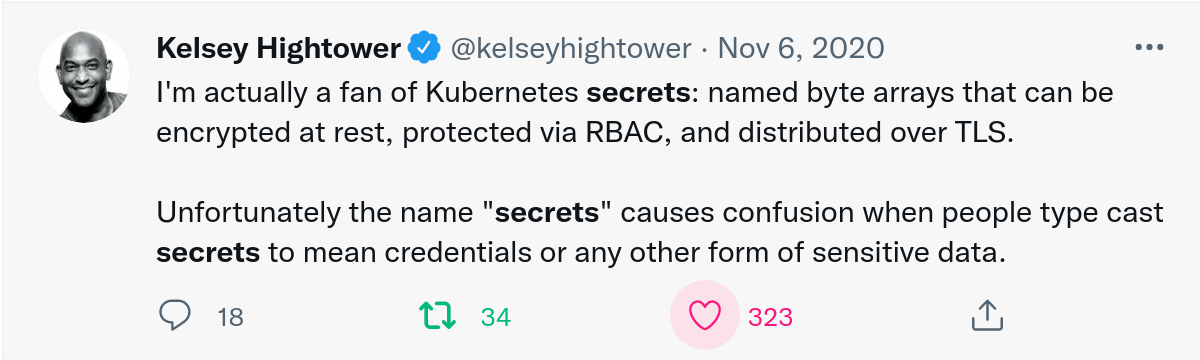 Kelsey Hightower @kelseyhightower · Nov 6, 2020
I'm actually a fan of Kubernetes secrets: named byte arrays that can be
encrypted at rest, protected via RBAC, and distributed over TLS.
Unfortunately the name "secrets" causes confusion when people type cast
secrets to mean credentials or any other form of sensitive data.
18 34 323